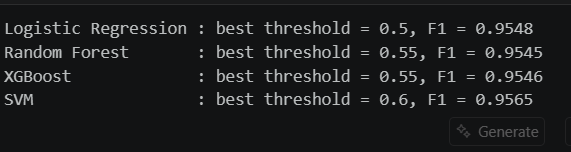 Logistic Regression : best threshold = 0.5, F1 = 0.9548
Random Forest       : best threshold = 0.55, F1 = 0.9545
XGBoost             : best threshold = 0.55, F1 = 0.9546
SVM                 : best threshold = 0.6, F1 = 0.9565
Generate